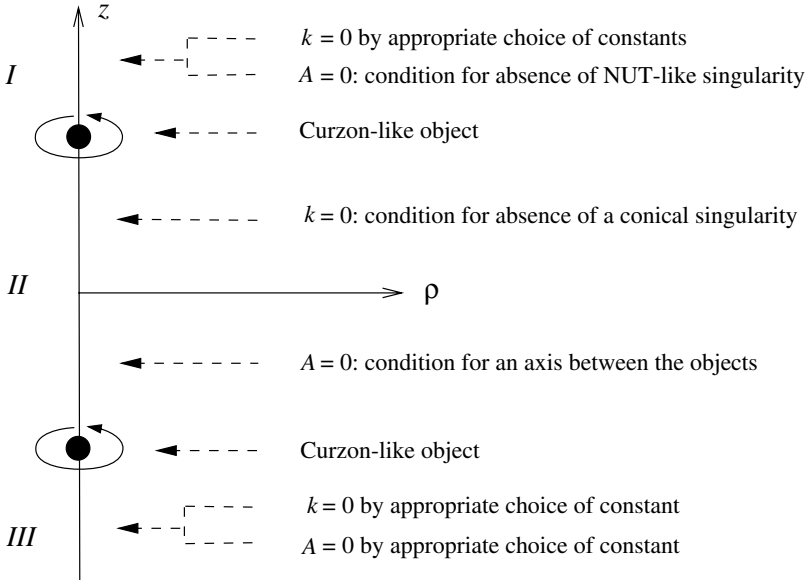 z
k = 0 by appropriate choice of constants
I
A = 0: condition for absence of NUT-like singularity
Curzon-like object
k = 0: condition for absence of a conical singularity
II
ρ
A = 0: condition for an axis between the objects
Curzon-like object
k = 0 by appropriate choice of constant
III
A = 0 by appropriate choice of constant